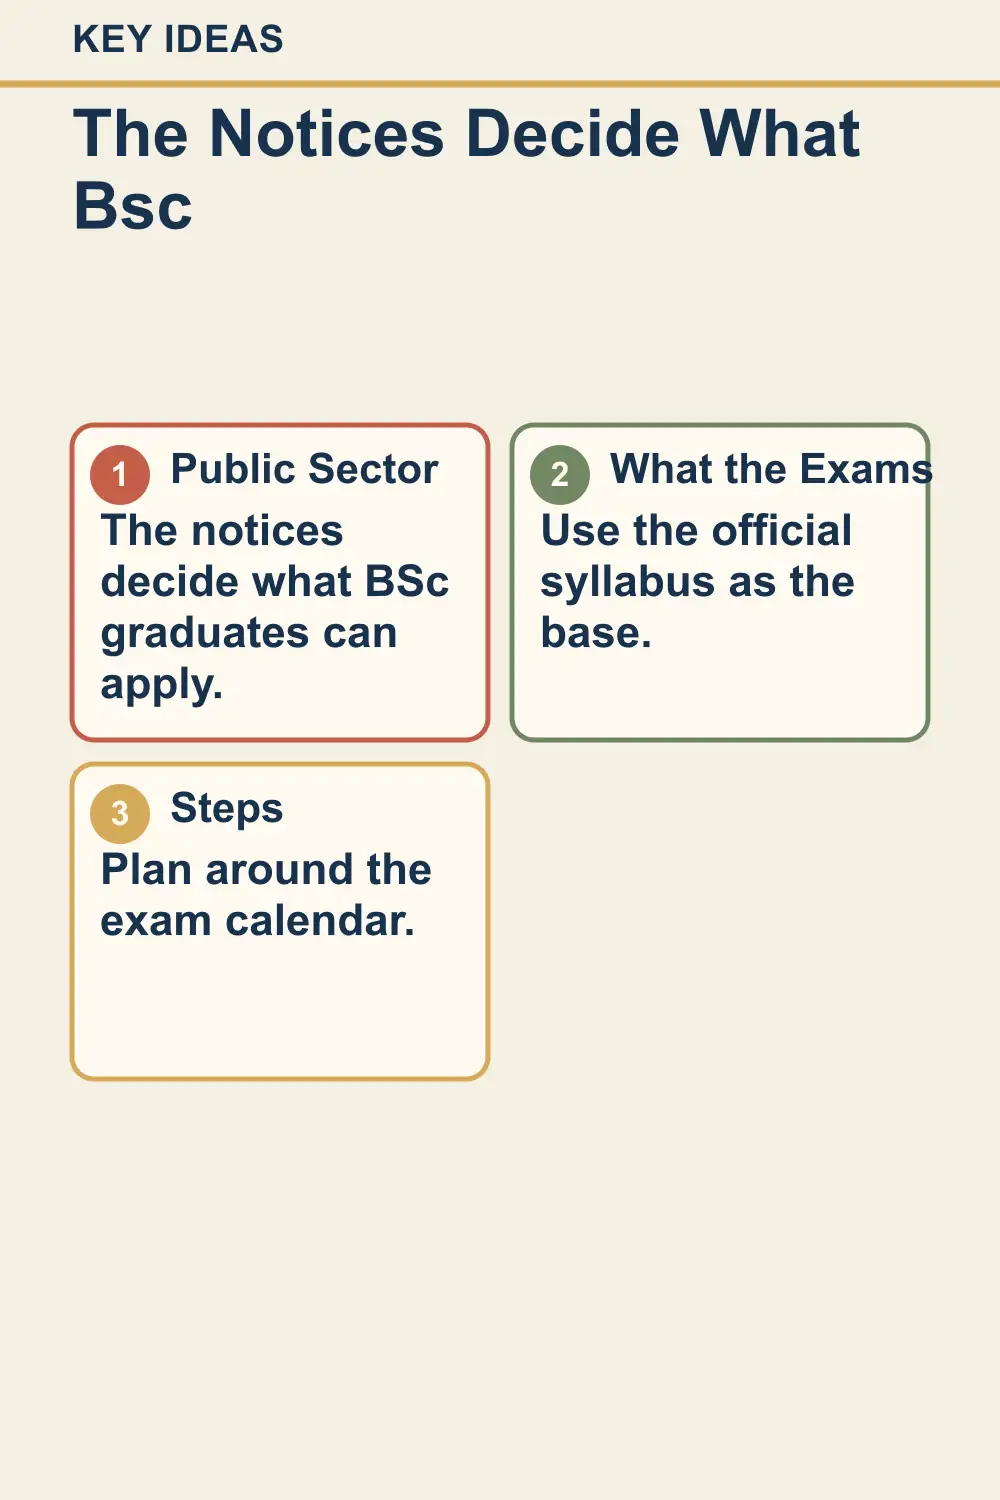 KEY IDEAS
The Notices Decide What
Bsc
1 Public Sector
The notices
decide what BSc
graduates can
apply.
2 What the Exams
Use the official
syllabus as the
base.
3 Steps
Plan around the
exam calendar.